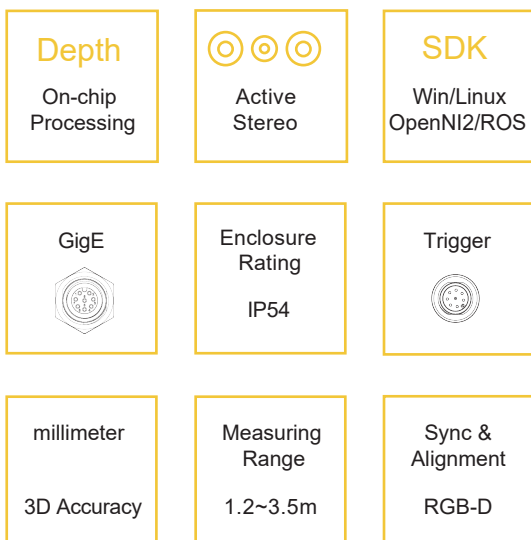 Depth
On-chip
Processing
Active
Stereo
SDK
Win/Linux
OpenNI2/ROS
GigE
Enclosure
Rating
IP54
Trigger
millimeter
3D Accuracy
Measuring
Range
1.2~3.5m
Sync &
Alignment
RGB-D